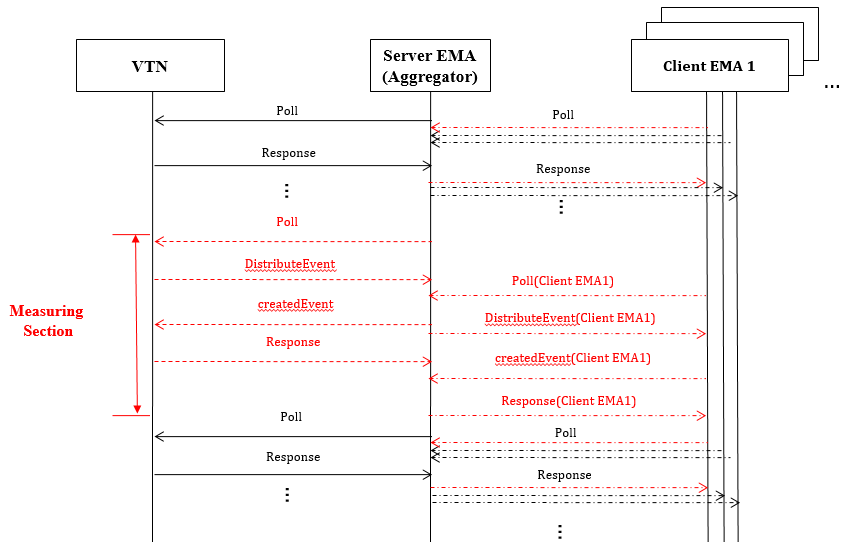 VTN
Server EMA
(Aggregator)
Client EMA 1
...
Poll
Poll
Response
Response
...
...
Poll
DistributeEvent
Poll(Client EMA1)
createdEvent
Measuring
Section
DistributeEvent(Client EMA1)
Response
createdEvent(Client EMA1)
Response(Client EMA1)
Poll
Poll
Response
Response
...
...